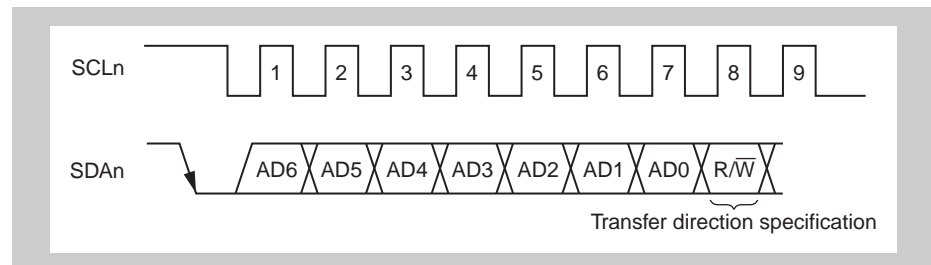 SCLn 1 2 3 4 5 6 7 8 9
SDAn AD6 AD5 AD4 AD3 AD2 AD1 AD0 R/W̅
Transfer direction specification